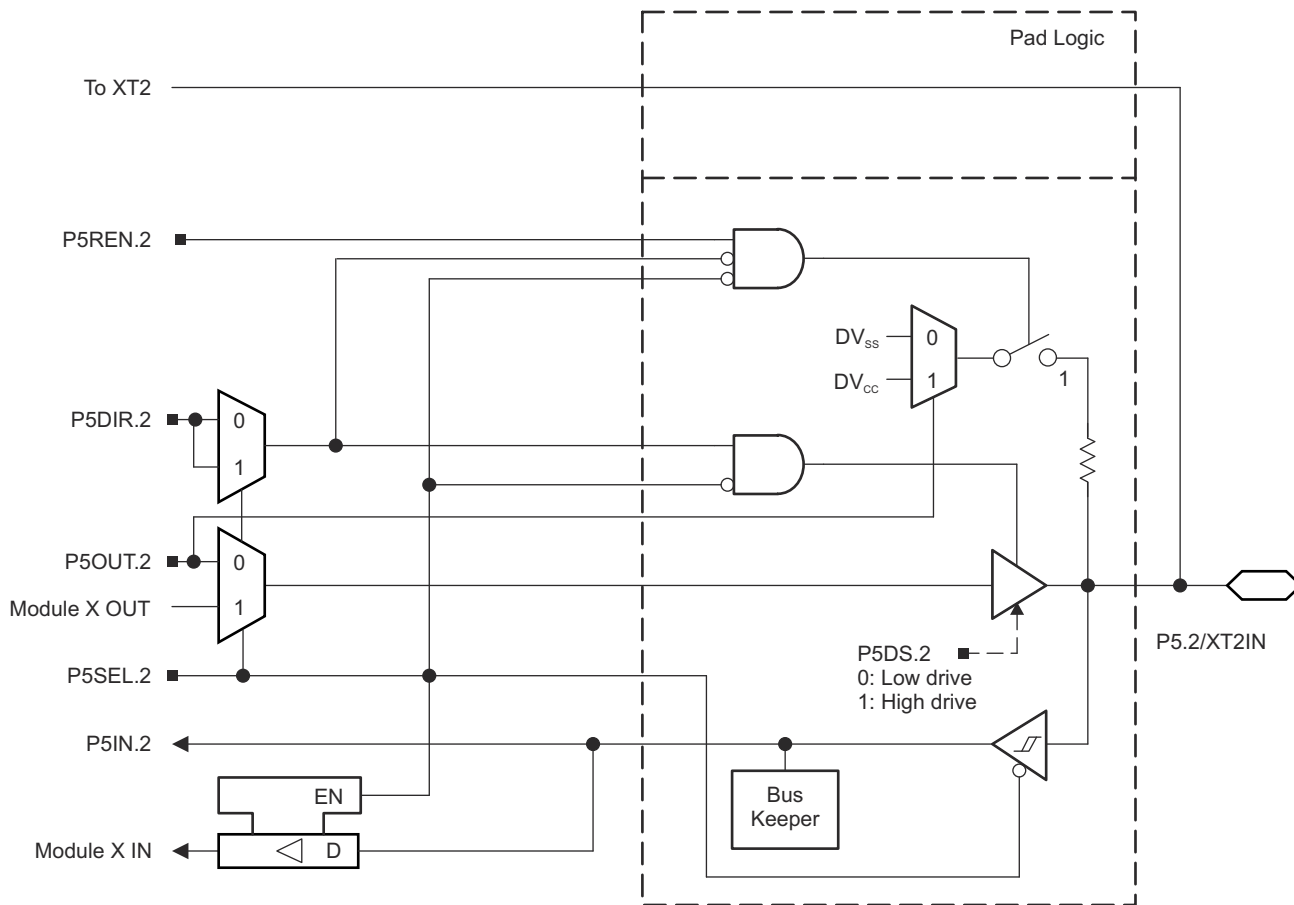 Pad Logic
To XT2
P5REN.2
DVSS
0
DVCC
1
1
P5DIR.2
0
1
P5OUT.2
0
Module X OUT
1
P5SEL.2
P5DS.2
0: Low drive
1: High drive
P5.2/XT2IN
P5IN.2
EN
Bus
Keeper
Module X IN
D